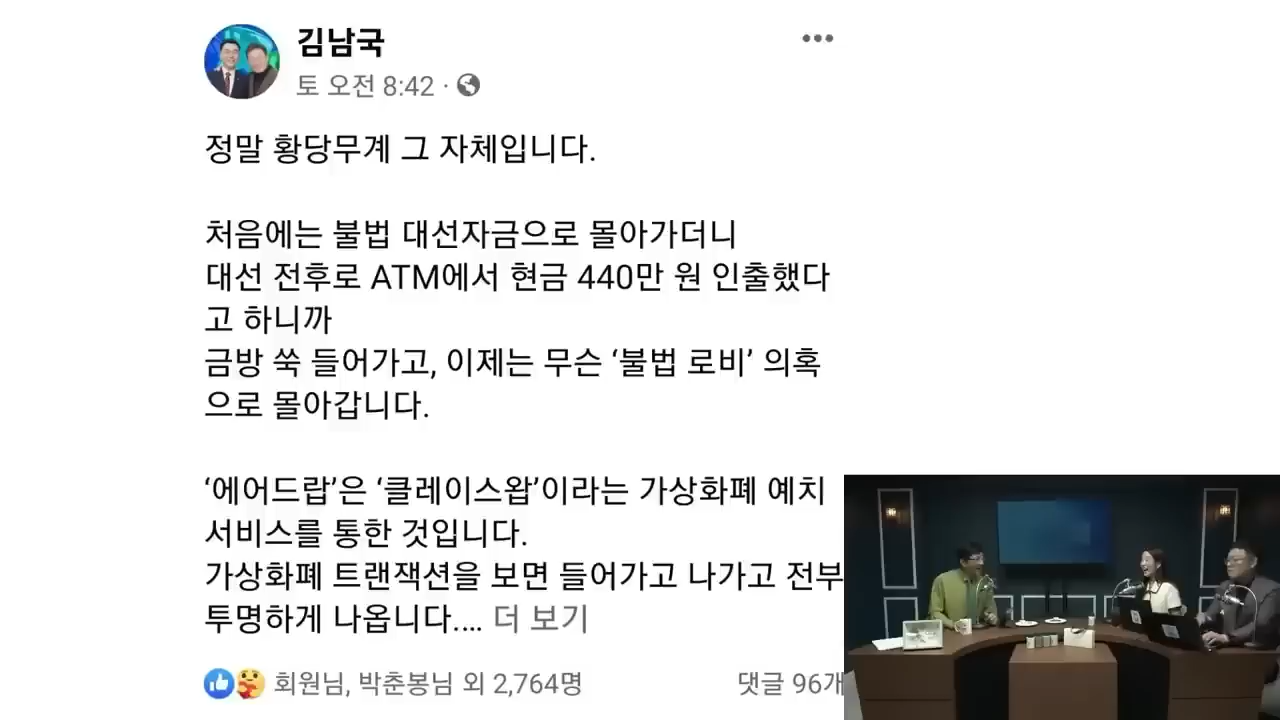 김남국
토 오전 8:42 ·
정말 황당무계 그 자체입니다.
처음에는 불법 대선자금으로 몰아가더니
대선 전후로 ATM에서 현금 440만 원 인출했다
고 하니까
금방 쑥 들어가고, 이제는 무슨 ‘불법 로비’ 의혹
으로 몰아갑니다.
‘에어드랍’은 ‘클레이스왑’이라는 가상화폐 예치
서비스를 통한 것입니다.
가상화폐 트랜잭션을 보면 들어가고 나가고 전부
투명하게 나옵니다.... 더 보기
회원님, 박춘봉님 외 2,764명
댓글 96개